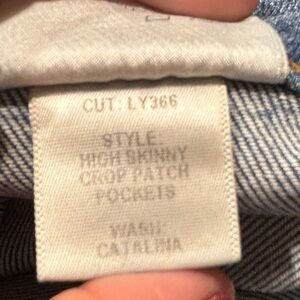 CUT: LY366
STYLE:
HIGH SKINNY
CROP PATCH
POCKETS
WASH:
CATALINA